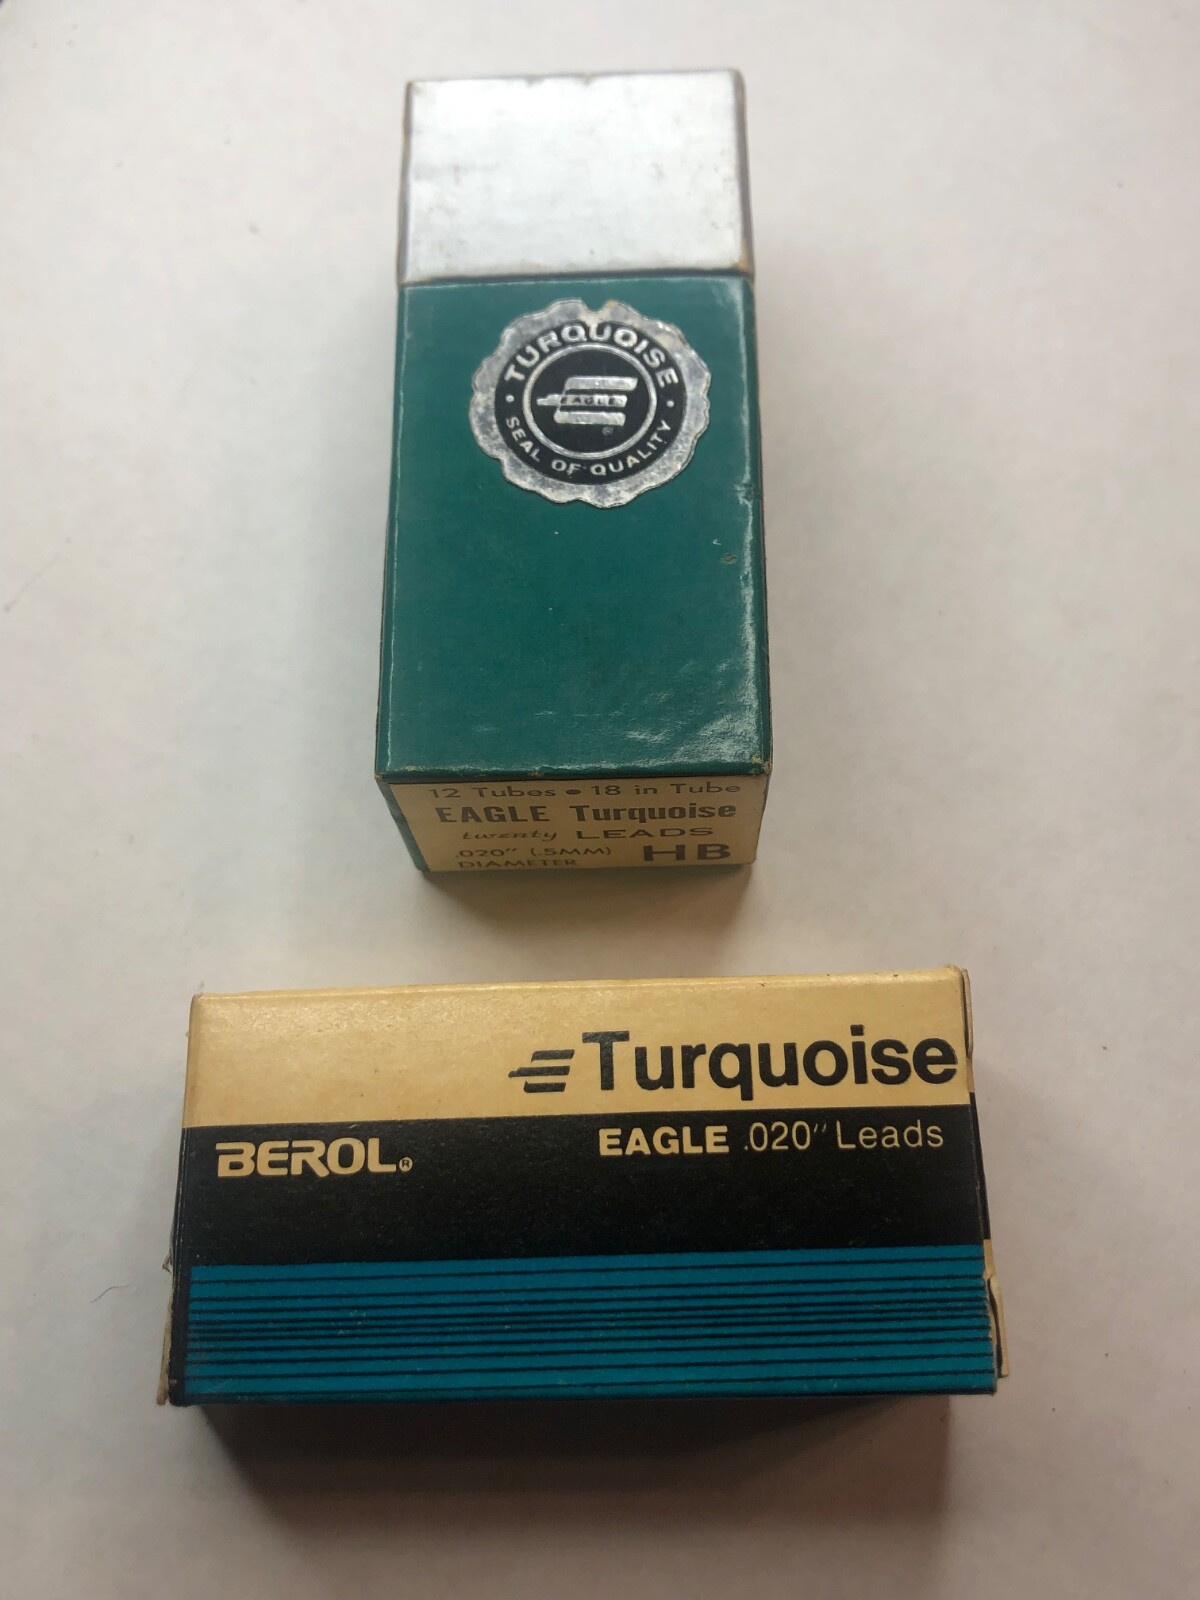 TURQUOISE
EAGLE
®
• SEAL OF QUALITY •
12 Tubes • 18 in Tube
EAGLE Turquoise
twenty LEADS
.020" (.5MM) HB
DIAMETER
Turquoise
BEROL®
EAGLE .020" Leads